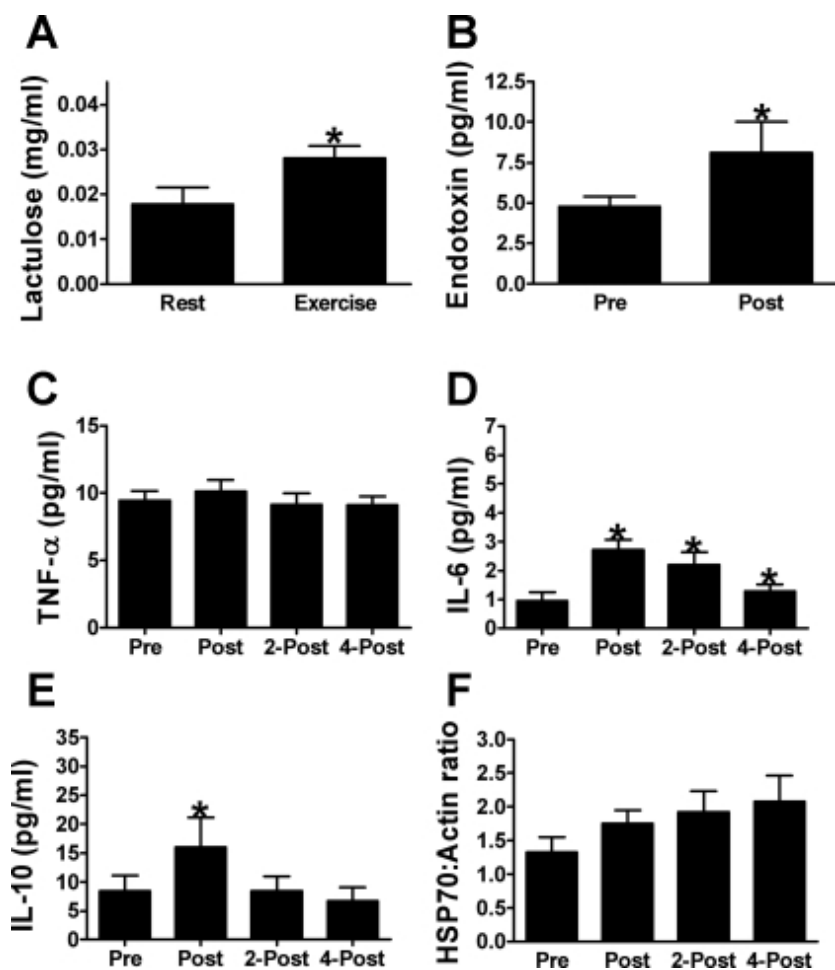 A
Lactulose (mg/ml)
0.04
0.03
0.02
0.01
0.00
*
Rest Exercise
B
Endotoxin (pg/ml)
12.5
10.0
7.5
5.0
2.5
0.0
*
Pre Post
C
TNF-α (pg/ml)
15
10
5
0
Pre Post 2-Post 4-Post
D
IL-6 (pg/ml)
7
6
5
4
3
2
1
0
* * *
Pre Post 2-Post 4-Post
E
IL-10 (pg/ml)
35
30
25
20
15
10
5
0
*
Pre Post 2-Post 4-Post
F
HSP70:Actin ratio
3.0
2.5
2.0
1.5
1.0
0.5
0.0
Pre Post 2-Post 4-Post